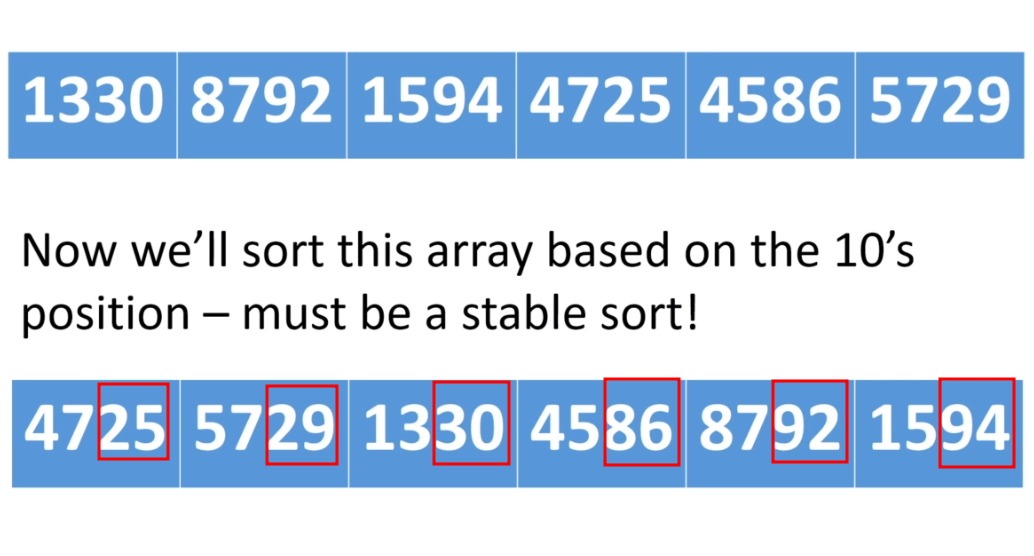 1330 8792 1594 4725 4586 5729
Now we’ll sort this array based on the 10’s
position – must be a stable sort!
4725 5729 1330 4586 8792 1594